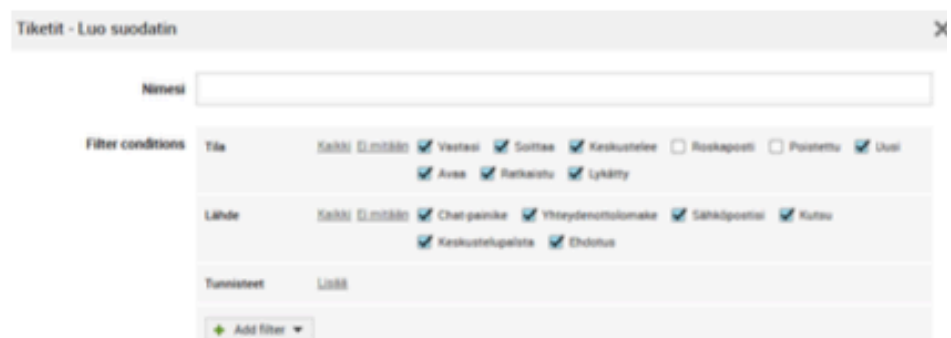 Tiketit - Luo suodatin
Nimesi
Filter conditions Tila Kaikki Ei mitään Vastasi Soittaa Keskustelee Roskaposti Poistettu Uusi
Avaa Ratkaistu Lykätty
Lähde Kaikki Ei mitään Chat-painike Yhteydenottolomake Sähköpostisi Kutsu
Keskustelupalsta Ehdotus
Tunnisteet Lisää
Add filter